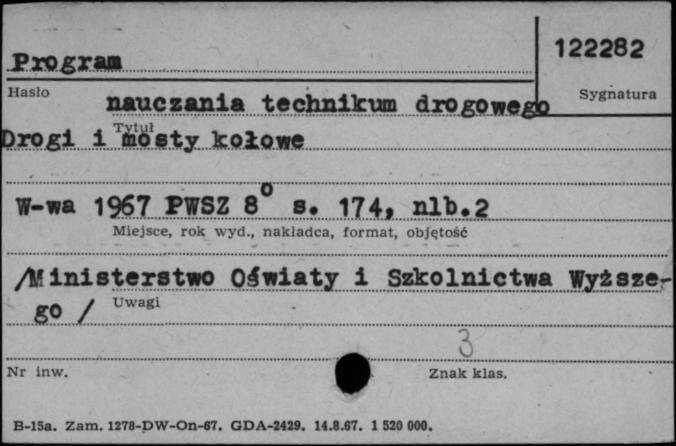 Program
122282
Hasło
Sygnatura
nauczania technikum drogowego
Tytuł
Drogi i mosty kołowe
W-wa 1967 PWSZ 8° s. 174, nlb.2
Miejsce, rok wyd., nakładca, format, objętość
/Ministerstwo Oświaty i Szkolnictwa Wyższe-
go /
Uwagi
3
Nr inw.
Znak klas.
B-15a. Zam. 1278-DW-On-67. GDA-2429. 14.8.67. 1 520 000.